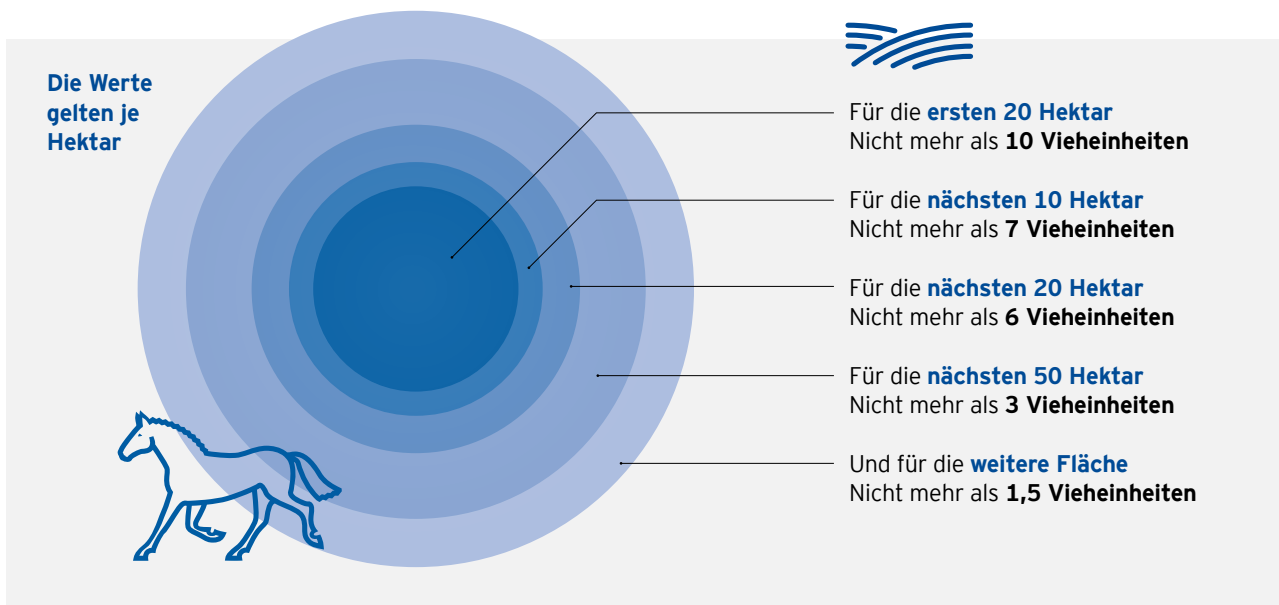 Die Werte
gelten je
Hektar
Für die ersten 20 Hektar
Nicht mehr als 10 Vieheinheiten
Für die nächsten 10 Hektar
Nicht mehr als 7 Vieheinheiten
Für die nächsten 20 Hektar
Nicht mehr als 6 Vieheinheiten
Für die nächsten 50 Hektar
Nicht mehr als 3 Vieheinheiten
Und für die weitere Fläche
Nicht mehr als 1,5 Vieheinheiten